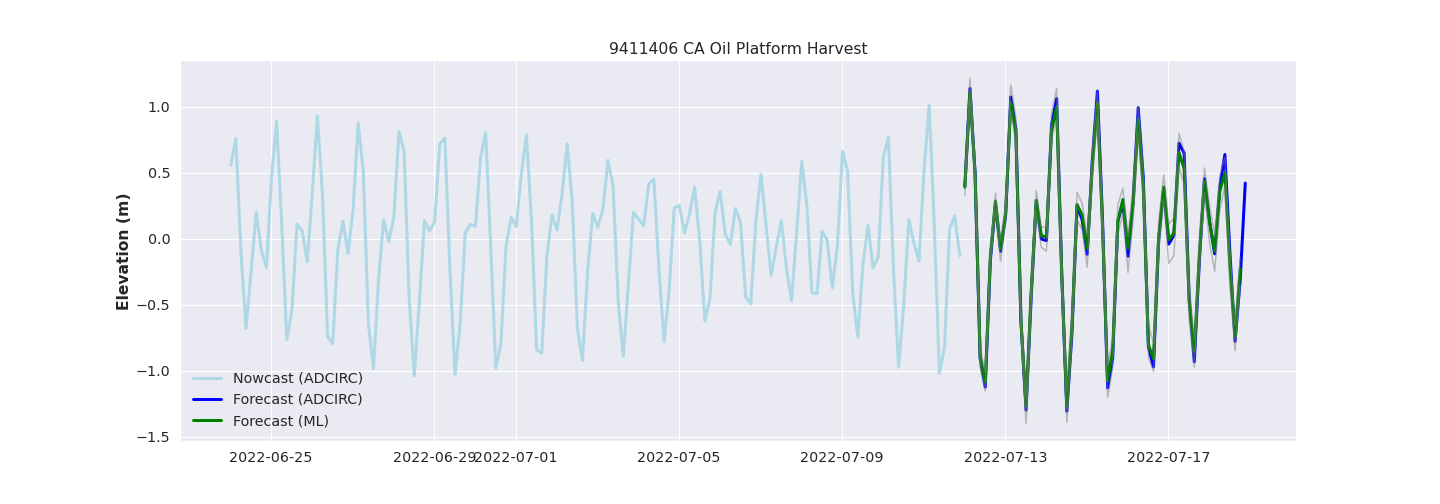 9411406 CA Oil Platform Harvest
Elevation (m)
1.0
0.5
0.0
−0.5
−1.0
−1.5
Nowcast (ADCIRC)
Forecast (ADCIRC)
Forecast (ML)
2022-06-25 2022-06-29 2022-07-01 2022-07-05 2022-07-09 2022-07-13 2022-07-17